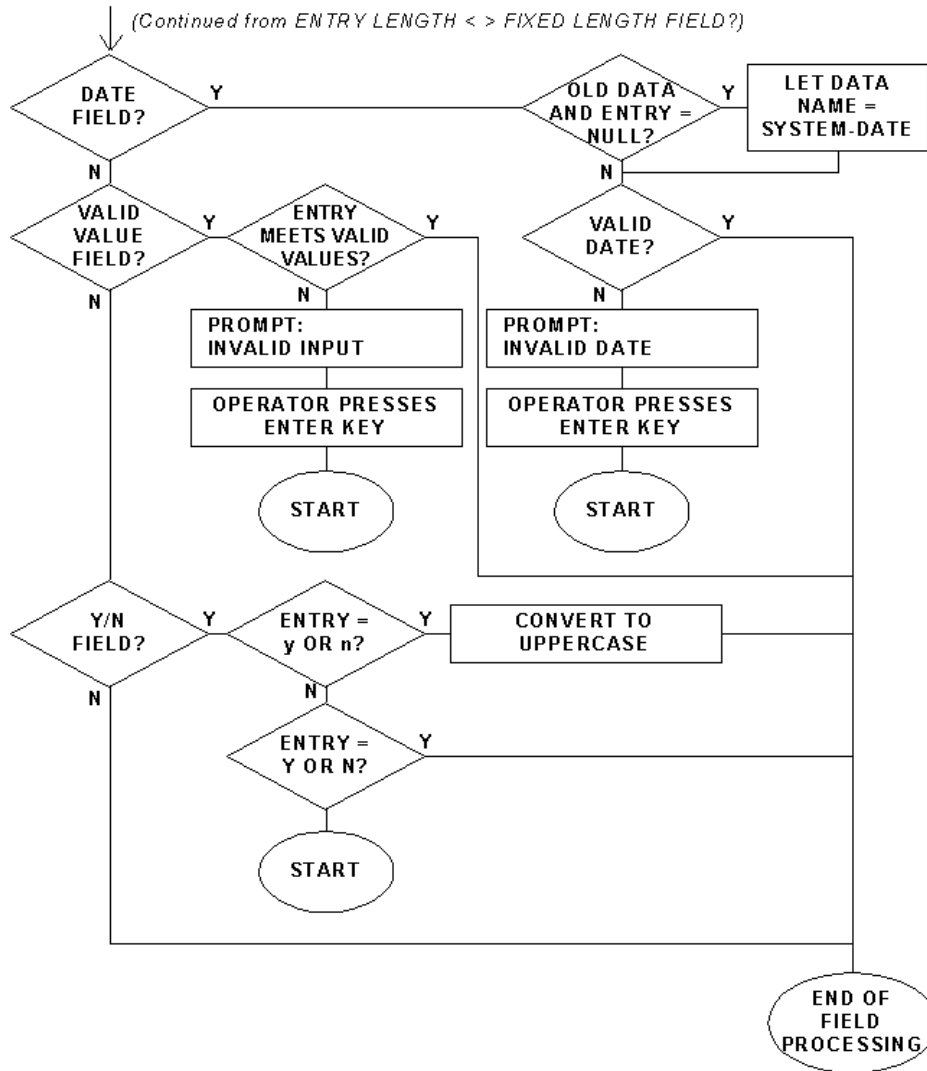 (Continued from ENTRY LENGTH < > FIXED LENGTH FIELD?)
DATE
FIELD?
Y
OLD DATA
AND ENTRY =
NULL?
Y
LET DATA
NAME =
SYSTEM-DATE
N
N
VALID
VALUE
FIELD?
Y
ENTRY
MEETS VALID
VALUES?
Y
VALID
DATE?
Y
N
N
N
PROMPT:
INVALID INPUT
PROMPT:
INVALID DATE
OPERATOR PRESSES
ENTER KEY
OPERATOR PRESSES
ENTER KEY
START
START
Y/N
FIELD?
Y
ENTRY =
y OR n?
Y
CONVERT TO
UPPERCASE
N
N
ENTRY =
Y OR N?
Y
START
END OF
FIELD
PROCESSING